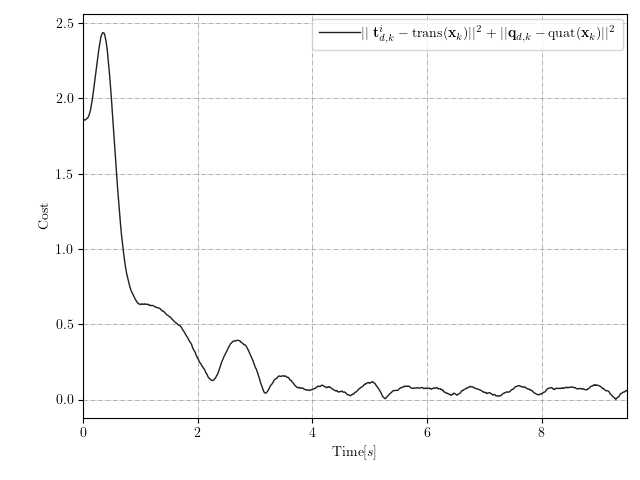 || t^i_{d,k} − trans(x_k)||² + ||q_{d,k} − quat(x_k)||²
2.5
2.0
1.5
1.0
0.5
0.0
Cost
0 2 4 6 8
Time[s]